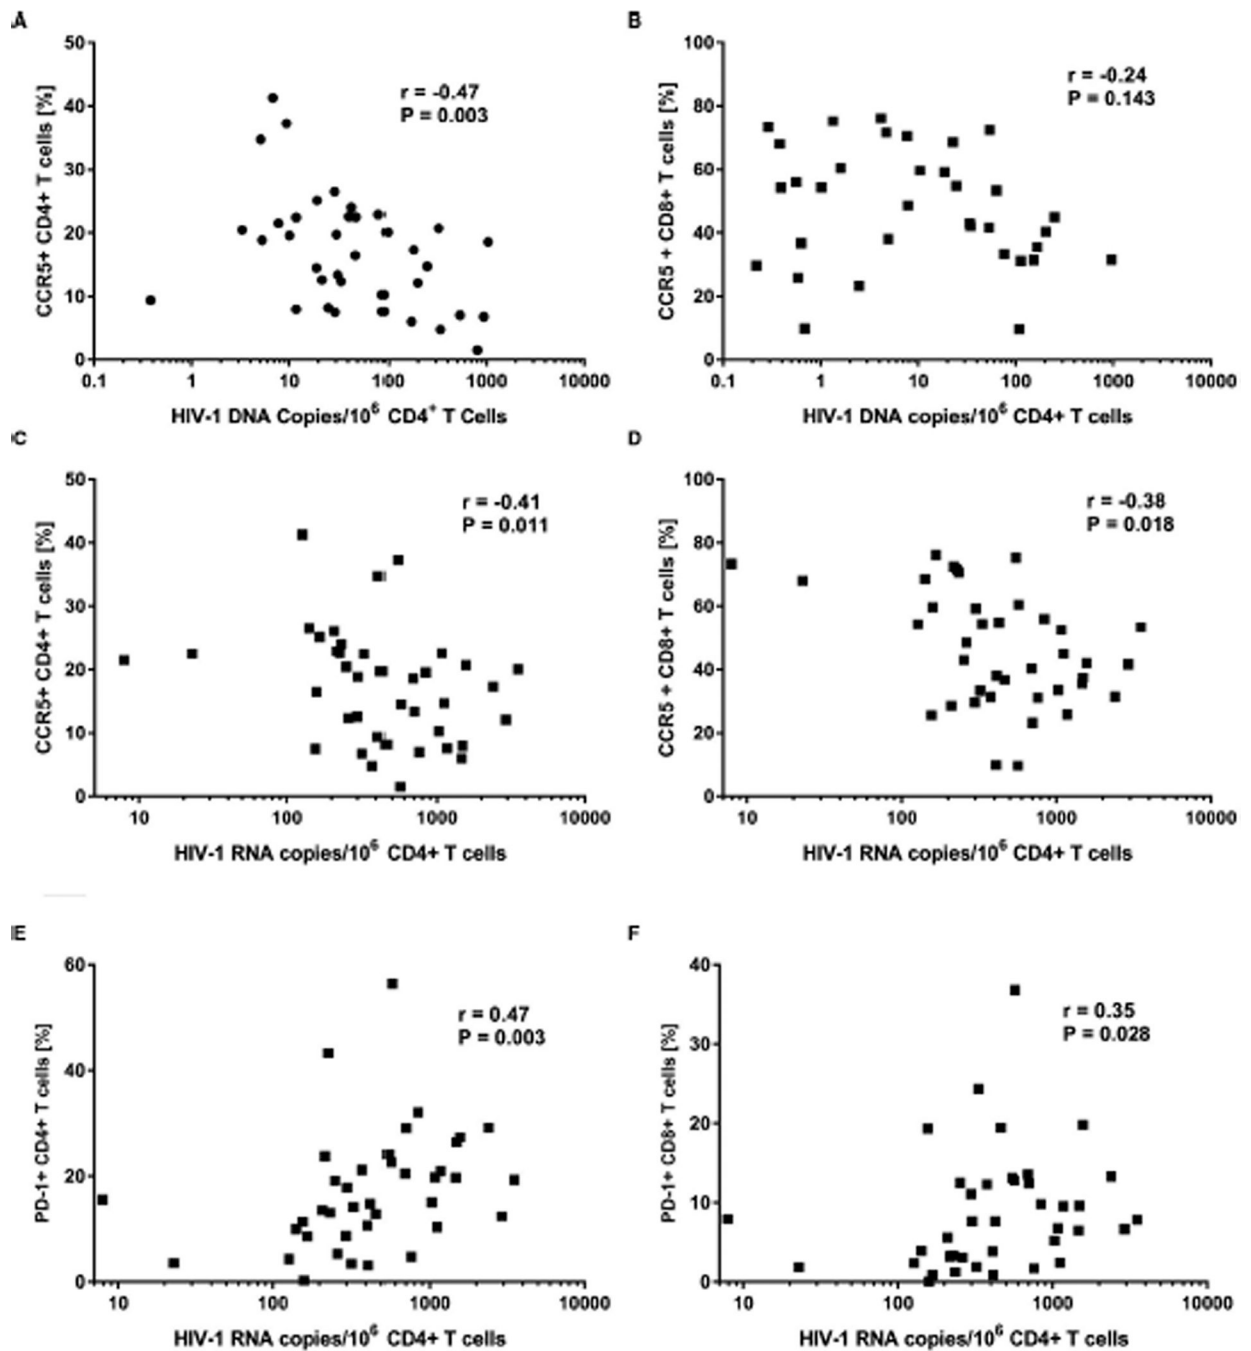 A
50
40
30
20
10
0
CCR5+ CD4+ T cells [%]
r = -0.47
P = 0.003
0.1 1 10 100 1000 10000
HIV-1 DNA Copies/10⁶ CD4⁺ T Cells
B
100
80
60
40
20
0
CCR5 + CD8+ T cells [%]
r = -0.24
P = 0.143
0.1 1 10 100 1000 10000
HIV-1 DNA copies/10⁶ CD4+ T cells
C
50
40
30
20
10
0
CCR5+ CD4+ T cells [%]
r = -0.41
P = 0.011
10 100 1000 10000
HIV-1 RNA copies/10⁶ CD4+ T cells
D
100
80
60
40
20
0
CCR5 + CD8+ T cells [%]
r = -0.38
P = 0.018
10 100 1000 10000
HIV-1 RNA copies/10⁶ CD4+ T cells
E
60
40
20
0
PD-1+ CD4+ T cells [%]
r = 0.47
P = 0.003
10 100 1000 10000
HIV-1 RNA copies/10⁶ CD4+ T cells
F
40
30
20
10
0
PD-1+ CD8+ T cells [%]
r = 0.35
P = 0.028
10 100 1000 10000
HIV-1 RNA copies/10⁶ CD4+ T cells